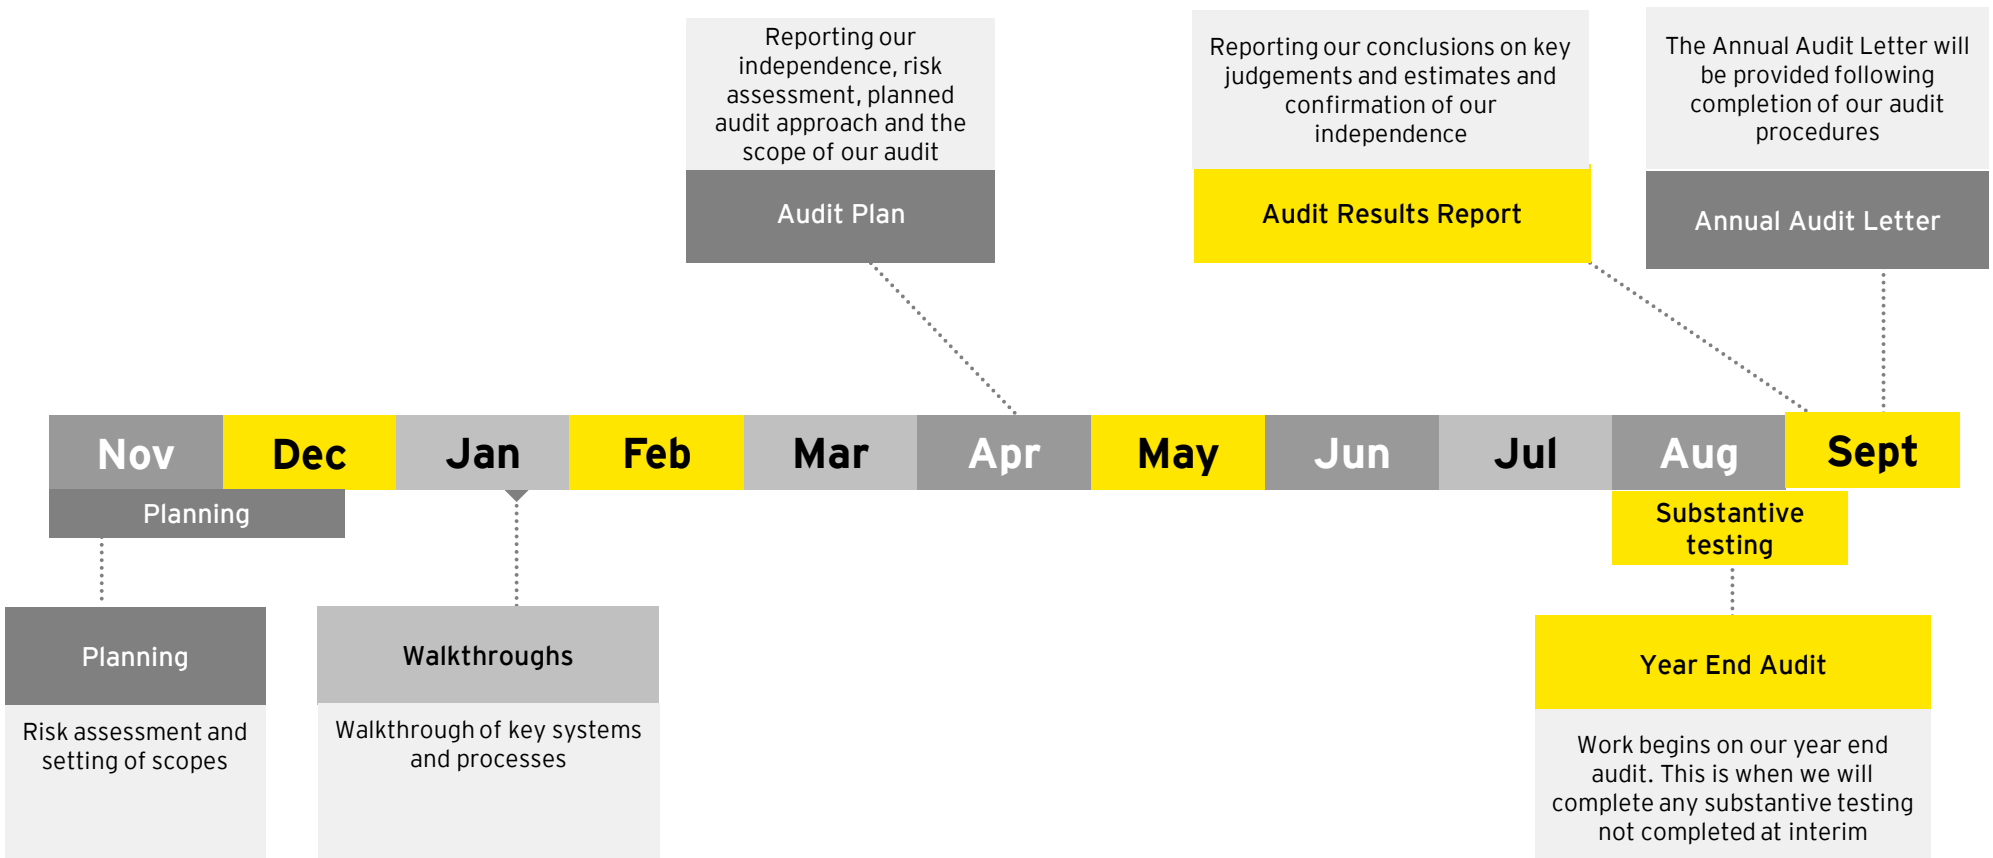 Reporting our
independence, risk
assessment, planned
audit approach and the
scope of our audit
Audit Plan
Reporting our conclusions on key
judgements and estimates and
confirmation of our
independence
Audit Results Report
The Annual Audit Letter will
be provided following
completion of our audit
procedures
Annual Audit Letter
Nov
Dec
Jan
Feb
Mar
Apr
May
Jun
Jul
Aug
Sept
Planning
Substantive
testing
Planning
Risk assessment and
setting of scopes
Walkthroughs
Walkthrough of key systems
and processes
Year End Audit
Work begins on our year end
audit. This is when we will
complete any substantive testing
not completed at interim